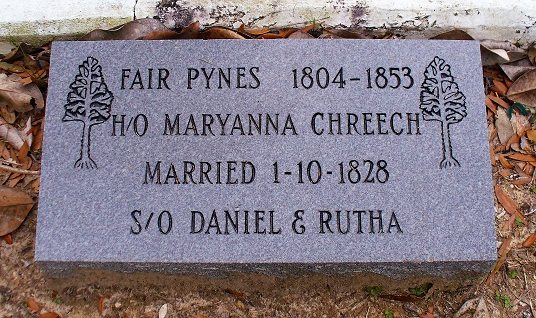 FAIR PYNES 1804-1853
H/O MARYANNA CHREECH
MARRIED 1-10-1828
S/O DANIEL & RUTHA